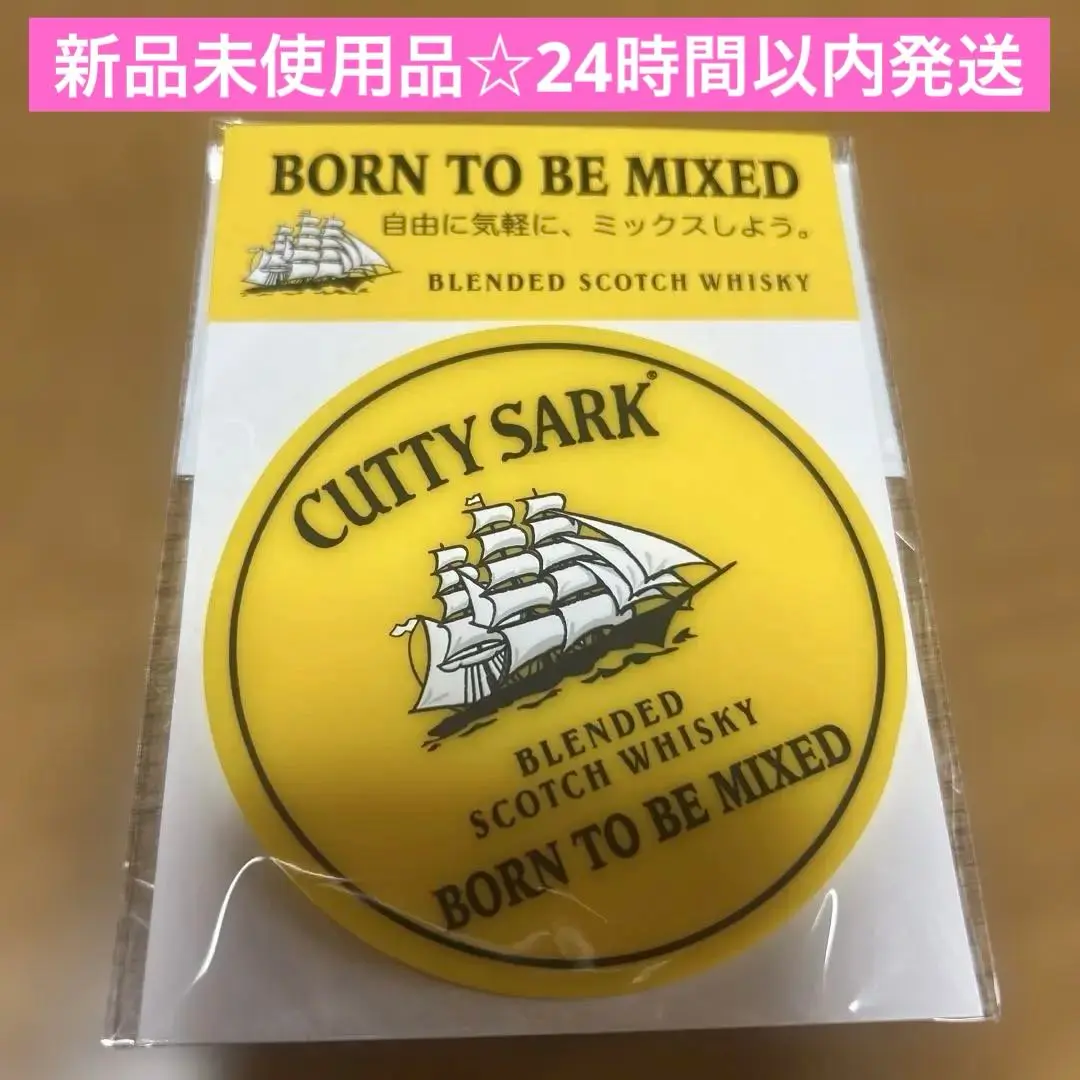 新品未使用品☆24時間以内発送
BORN TO BE MIXED
自由に気軽に、ミックスしよう。
BLENDED SCOTCH WHISKY
CUTTY SARK®
BLENDED
SCOTCH WHISKY
BORN TO BE MIXED